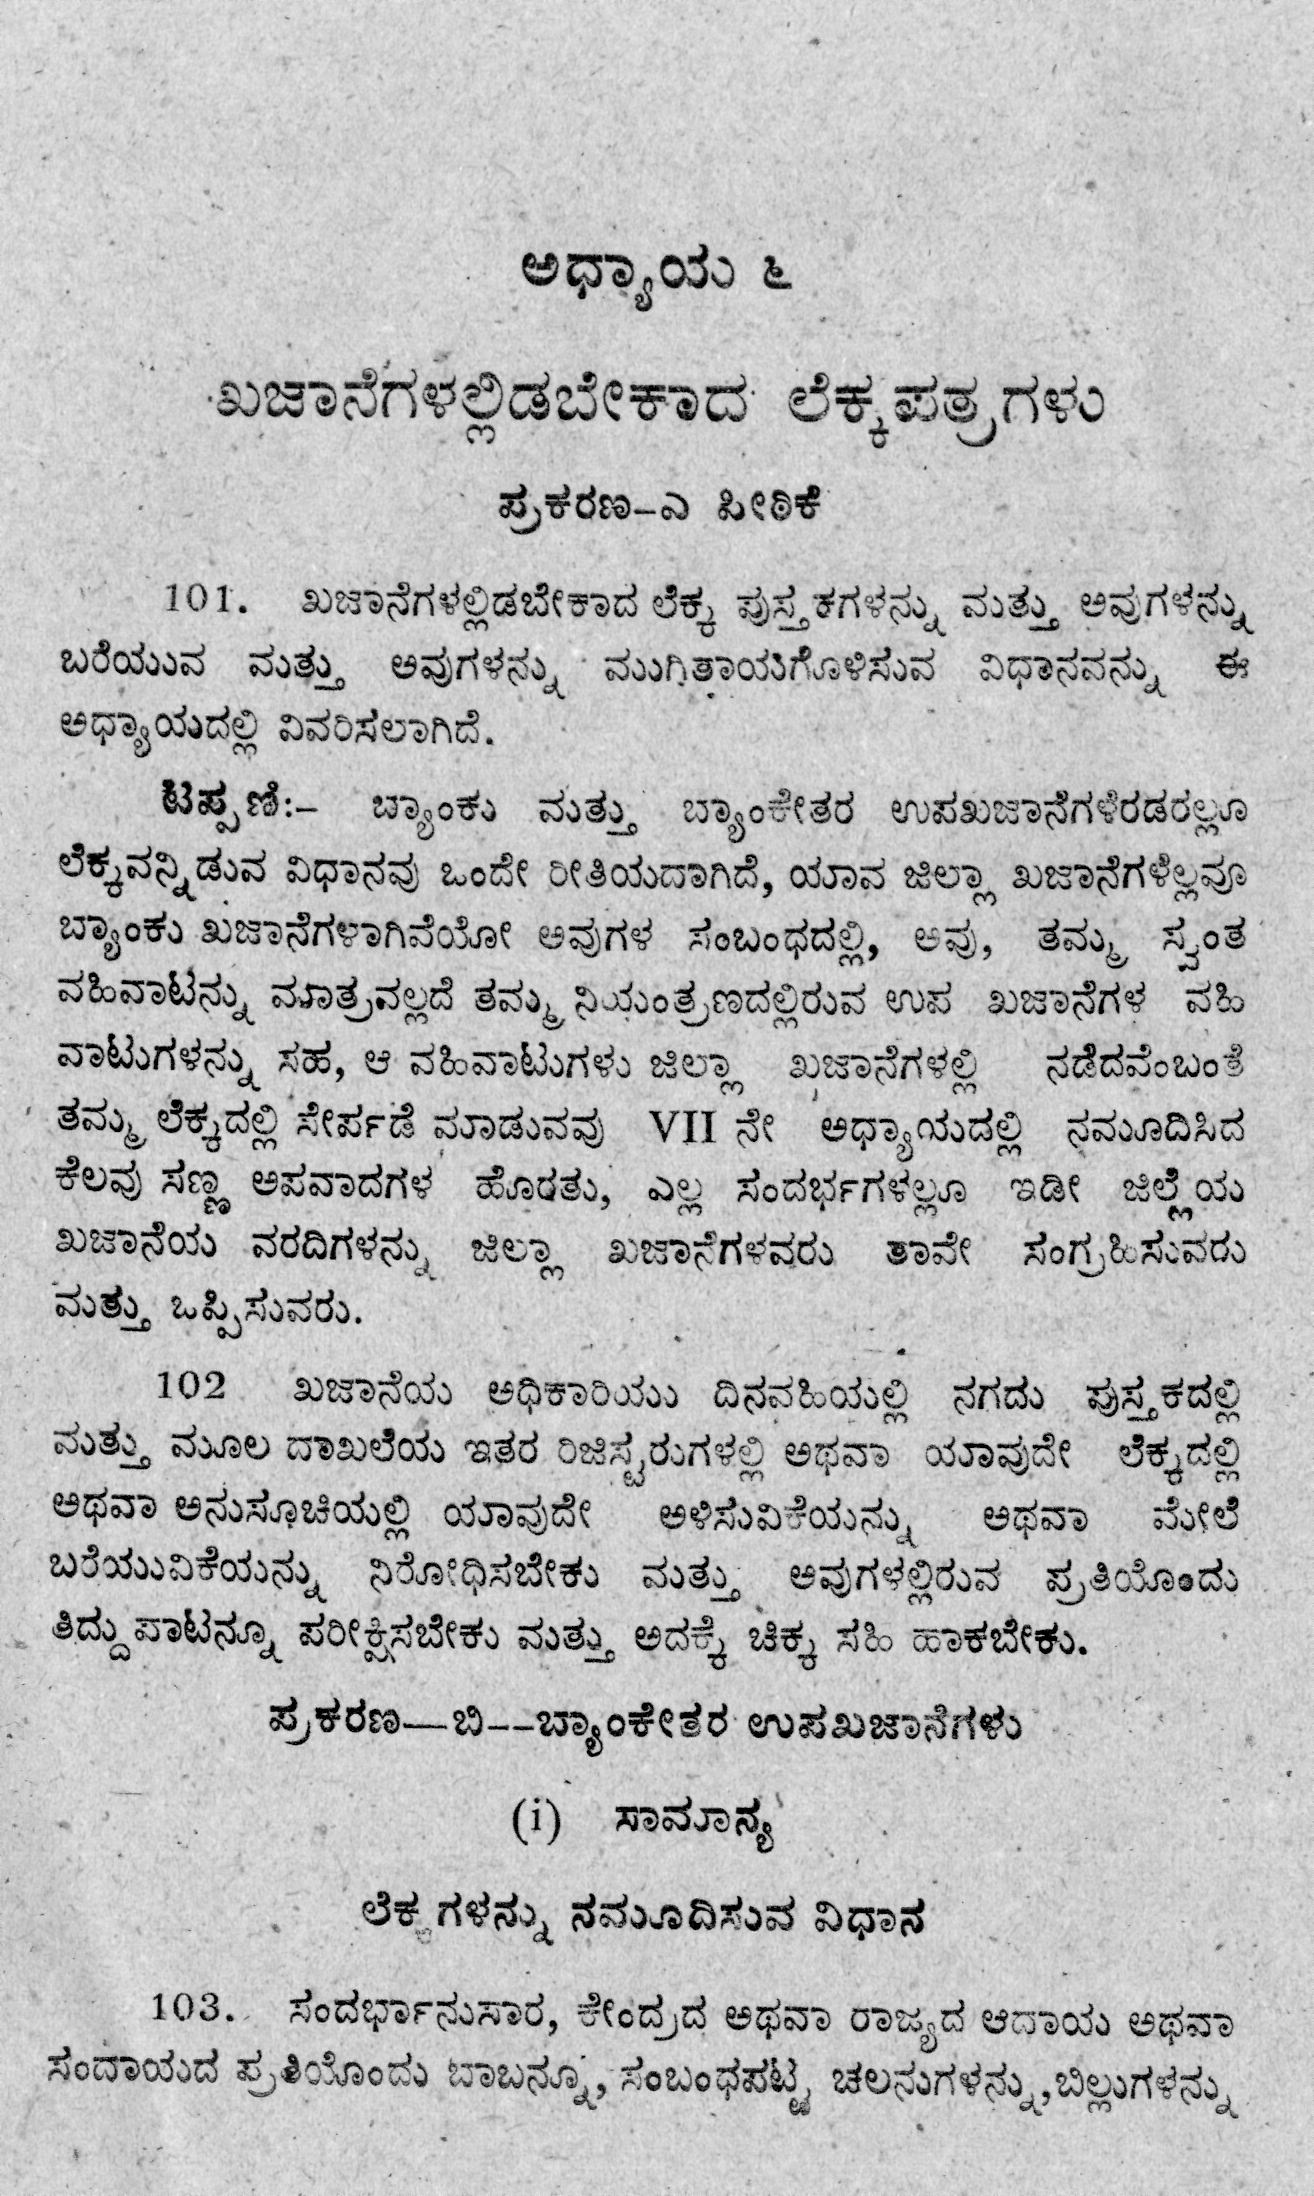 ಅಧ್ಯಾಯ ೬
ಖಜಾನೆಗಳಲ್ಲಿಡಬೇಕಾದ ಲೆಕ್ಕಪತ್ರಗಳು
ಪ್ರಕರಣ–ಎ ಪೀಠಿಕೆ
101. ಖಜಾನೆಗಳಲ್ಲಿಡಬೇಕಾದ ಲೆಕ್ಕ ಪುಸ್ತಕಗಳನ್ನು ಮತ್ತು ಅವುಗಳನ್ನು
ಬರೆಯುವ ಮತ್ತು ಅವುಗಳನ್ನು ಮುಗಿತಾಯಗೊಳಿಸುವ ವಿಧಾನವನ್ನು ಈ
ಅಧ್ಯಾಯದಲ್ಲಿ ವಿವರಿಸಲಾಗಿದೆ.
ಟಿಪ್ಪಣಿ:– ಬ್ಯಾಂಕು ಮತ್ತು ಬ್ಯಾಂಕೇತರ ಉಪಖಜಾನೆಗಳೆರಡರಲ್ಲೂ
ಲೆಕ್ಕವನ್ನಿಡುವ ವಿಧಾನವು ಒಂದೇ ರೀತಿಯದಾಗಿದೆ, ಯಾವ ಜಿಲ್ಲಾ ಖಜಾನೆಗಳೆಲ್ಲವೂ
ಬ್ಯಾಂಕು ಖಜಾನೆಗಳಾಗಿವೆಯೋ ಅವುಗಳ ಸಂಬಂಧದಲ್ಲಿ, ಅವು, ತಮ್ಮ ಸ್ವಂತ
ವಹಿವಾಟನ್ನು ಮಾತ್ರವಲ್ಲದೆ ತಮ್ಮ ನಿಯಂತ್ರಣದಲ್ಲಿರುವ ಉಪ ಖಜಾನೆಗಳ ವಹಿ
ವಾಟುಗಳನ್ನು ಸಹ, ಆ ವಹಿವಾಟುಗಳು ಜಿಲ್ಲಾ ಖಜಾನೆಗಳಲ್ಲಿ ನಡೆದವೆಂಬಂತೆ
ತಮ್ಮ ಲೆಕ್ಕದಲ್ಲಿ ಸೇರ್ಪಡೆ ಮಾಡುವವು VII ನೇ ಅಧ್ಯಾಯದಲ್ಲಿ ನಮೂದಿಸಿದ
ಕೆಲವು ಸಣ್ಣ ಅಪವಾದಗಳ ಹೊರತು, ಎಲ್ಲ ಸಂದರ್ಭಗಳಲ್ಲೂ ಇಡೀ ಜಿಲ್ಲೆಯ
ಖಜಾನೆಯ ವರದಿಗಳನ್ನು ಜಿಲ್ಲಾ ಖಜಾನೆಗಳವರು ತಾವೇ ಸಂಗ್ರಹಿಸುವರು
ಮತ್ತು ಒಪ್ಪಿಸುವರು.
102 ಖಜಾನೆಯ ಅಧಿಕಾರಿಯು ದಿನವಹಿಯಲ್ಲಿ ನಗದು ಪುಸ್ತಕದಲ್ಲಿ
ಮತ್ತು ಮೂಲ ದಾಖಲೆಯ ಇತರ ರಿಜಿಸ್ಟರುಗಳಲ್ಲಿ ಅಥವಾ ಯಾವುದೇ ಲೆಕ್ಕದಲ್ಲಿ
ಅಥವಾ ಅನುಸೂಚಿಯಲ್ಲಿ ಯಾವುದೇ ಅಳಿಸುವಿಕೆಯನ್ನು ಅಥವಾ ಮೇಲೆ
ಬರೆಯುವಿಕೆಯನ್ನು ನಿರೋಧಿಸಬೇಕು ಮತ್ತು ಅವುಗಳಲ್ಲಿರುವ ಪ್ರತಿಯೊಂದು
ತಿದ್ದುಪಾಟನ್ನೂ ಪರೀಕ್ಷಿಸಬೇಕು ಮತ್ತು ಅದಕ್ಕೆ ಚಿಕ್ಕ ಸಹಿ ಹಾಕಬೇಕು.
ಪ್ರಕರಣ—ಬಿ––ಬ್ಯಾಂಕೇತರ ಉಪಖಜಾನೆಗಳು
(i) ಸಾಮಾನ್ಯ
ಲೆಕ್ಕಗಳನ್ನು ನಮೂದಿಸುವ ವಿಧಾನ
103. ಸಂದರ್ಭಾನುಸಾರ, ಕೇಂದ್ರದ ಅಥವಾ ರಾಜ್ಯದ ಆದಾಯ ಅಥವಾ
ಸಂದಾಯದ ಪ್ರತಿಯೊಂದು ಬಾಬನ್ನೂ, ಸಂಬಂಧಪಟ್ಟ ಚಲನುಗಳನ್ನು,ಬಿಲ್ಲುಗಳನ್ನು